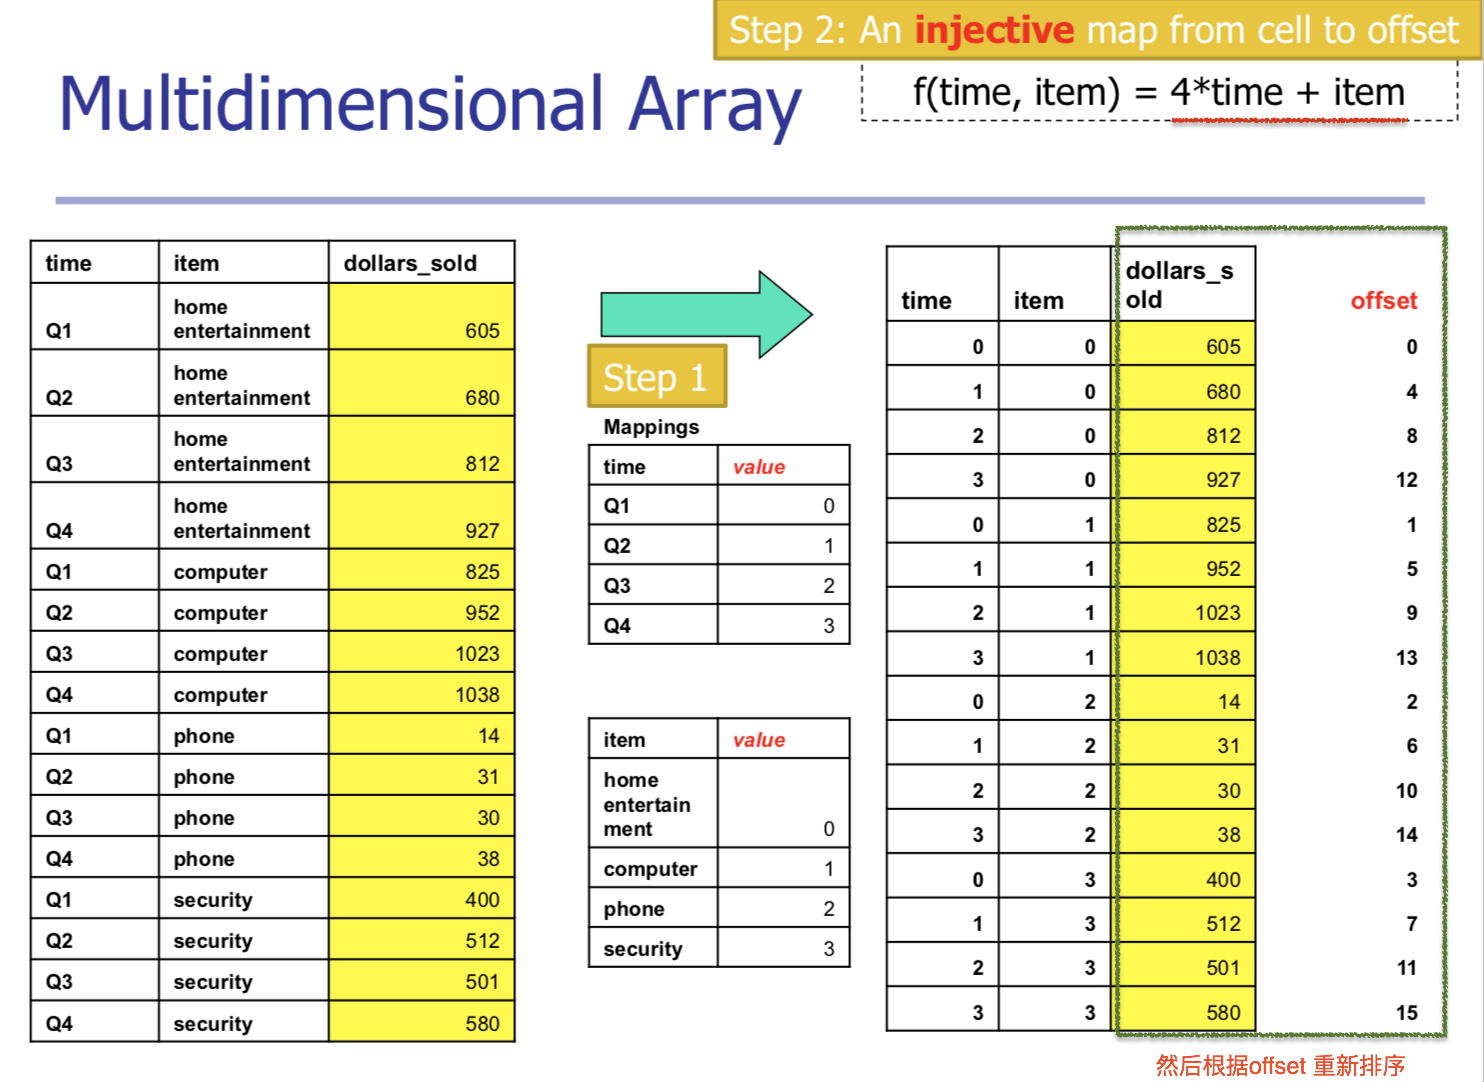 Step 2: An injective map from cell to offset
Multidimensional Array
f(time, item) = 4*time + item
time item dollars_sold
home
Q1 entertainment 605
home
Q2 entertainment 680
home
Q3 entertainment 812
home
Q4 entertainment 927
Q1 computer 825
Q2 computer 952
Q3 computer 1023
Q4 computer 1038
Q1 phone 14
Q2 phone 31
Q3 phone 30
Q4 phone 38
Q1 security 400
Q2 security 512
Q3 security 501
Q4 security 580
Step 1
Mappings
time value
Q1 0
Q2 1
Q3 2
Q4 3
item value
home
entertain
ment 0
computer 1
phone 2
security 3
dollars_s
time item old offset
0 0 605 0
1 0 680 4
2 0 812 8
3 0 927 12
0 1 825 1
1 1 952 5
2 1 1023 9
3 1 1038 13
0 2 14 2
1 2 31 6
2 2 30 10
3 2 38 14
0 3 400 3
1 3 512 7
2 3 501 11
3 3 580 15
然后根据offset 重新排序